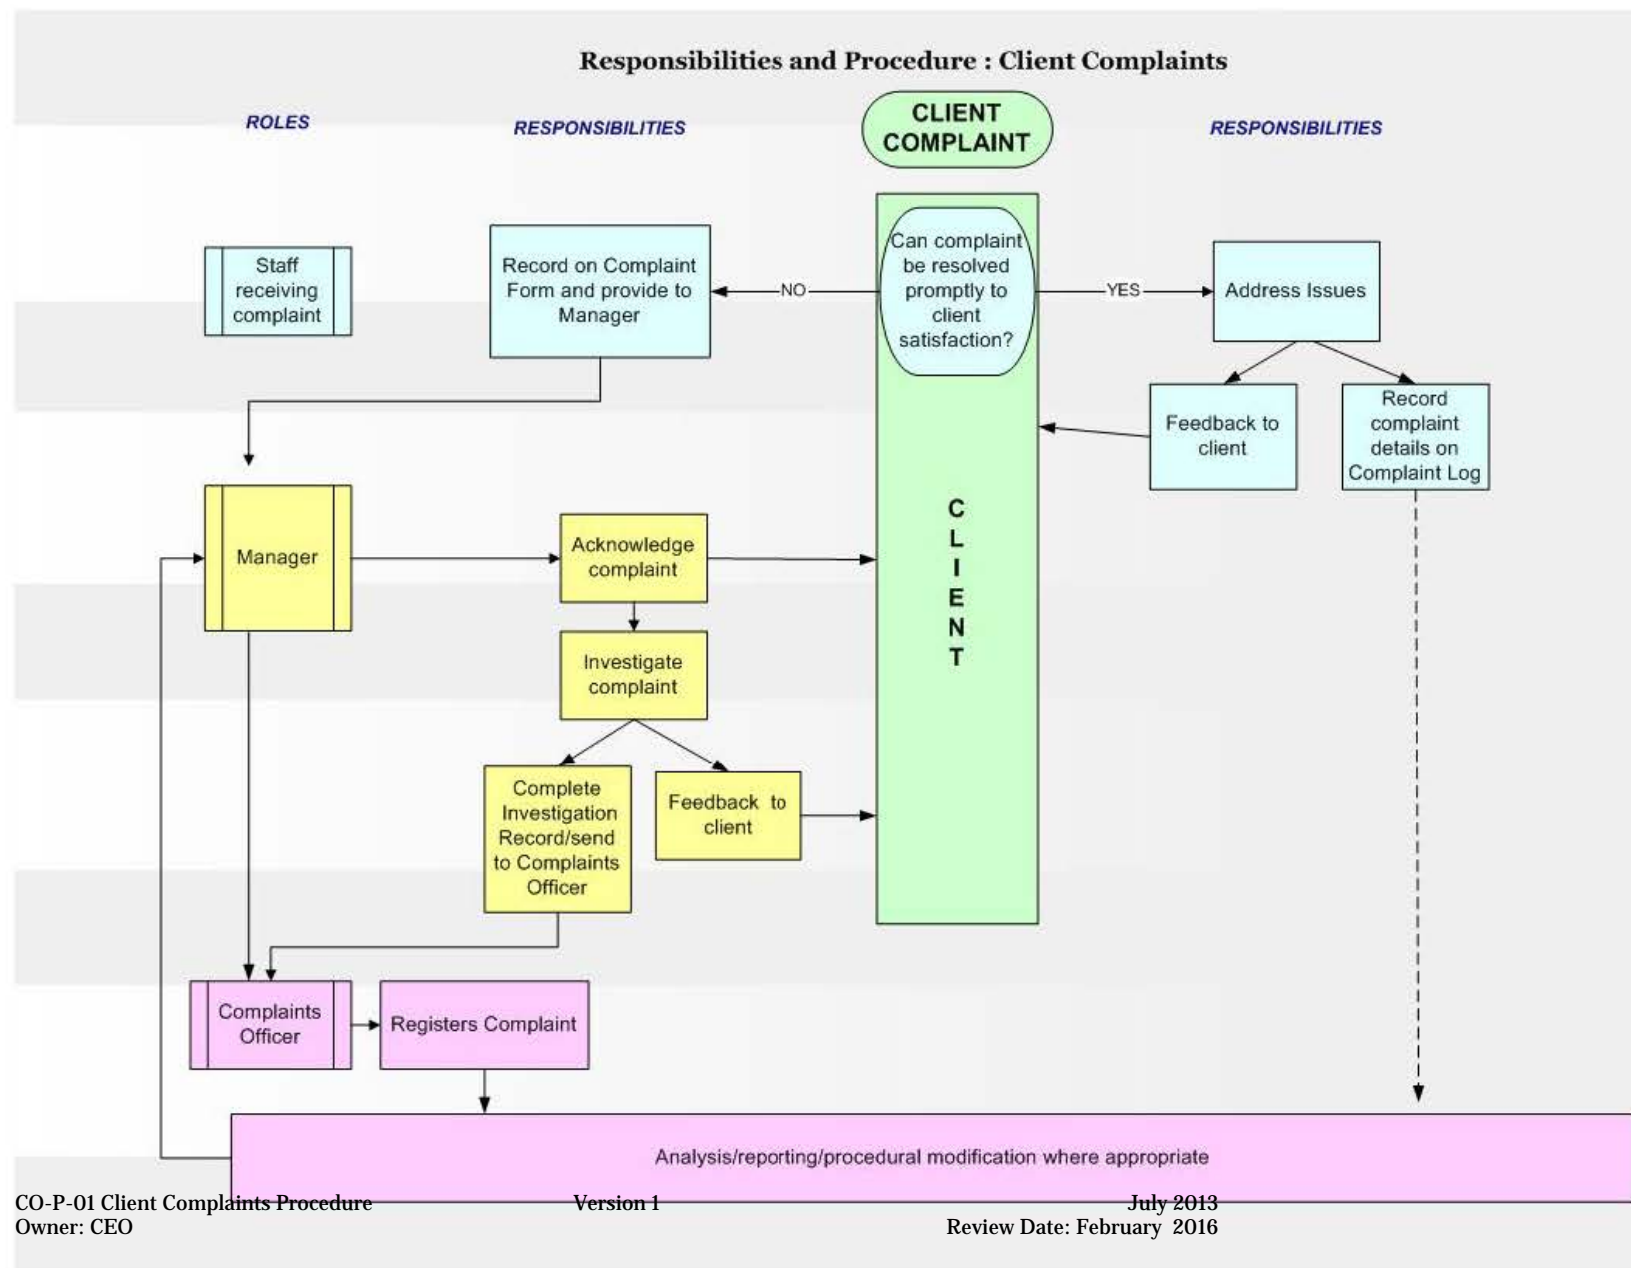 Responsibilities and Procedure : Client Complaints
ROLES
RESPONSIBILITIES
CLIENT
COMPLAINT
RESPONSIBILITIES
Staff
receiving
complaint
Record on Complaint
Form and provide to
Manager
NO
Can complaint
be resolved
promptly to
client
satisfaction?
YES
Address Issues
Feedback to
client
Record
complaint
details on
Complaint Log
C
L
I
E
N
T
Manager
Acknowledge
complaint
Investigate
complaint
Complete
Investigation
Record/send
to Complaints
Officer
Feedback to
client
Complaints
Officer
Registers Complaint
Analysis/reporting/procedural modification where appropriate
CO-P-01 Client Complaints Procedure Version 1 July 2013
Owner: CEO Review Date: February 2016